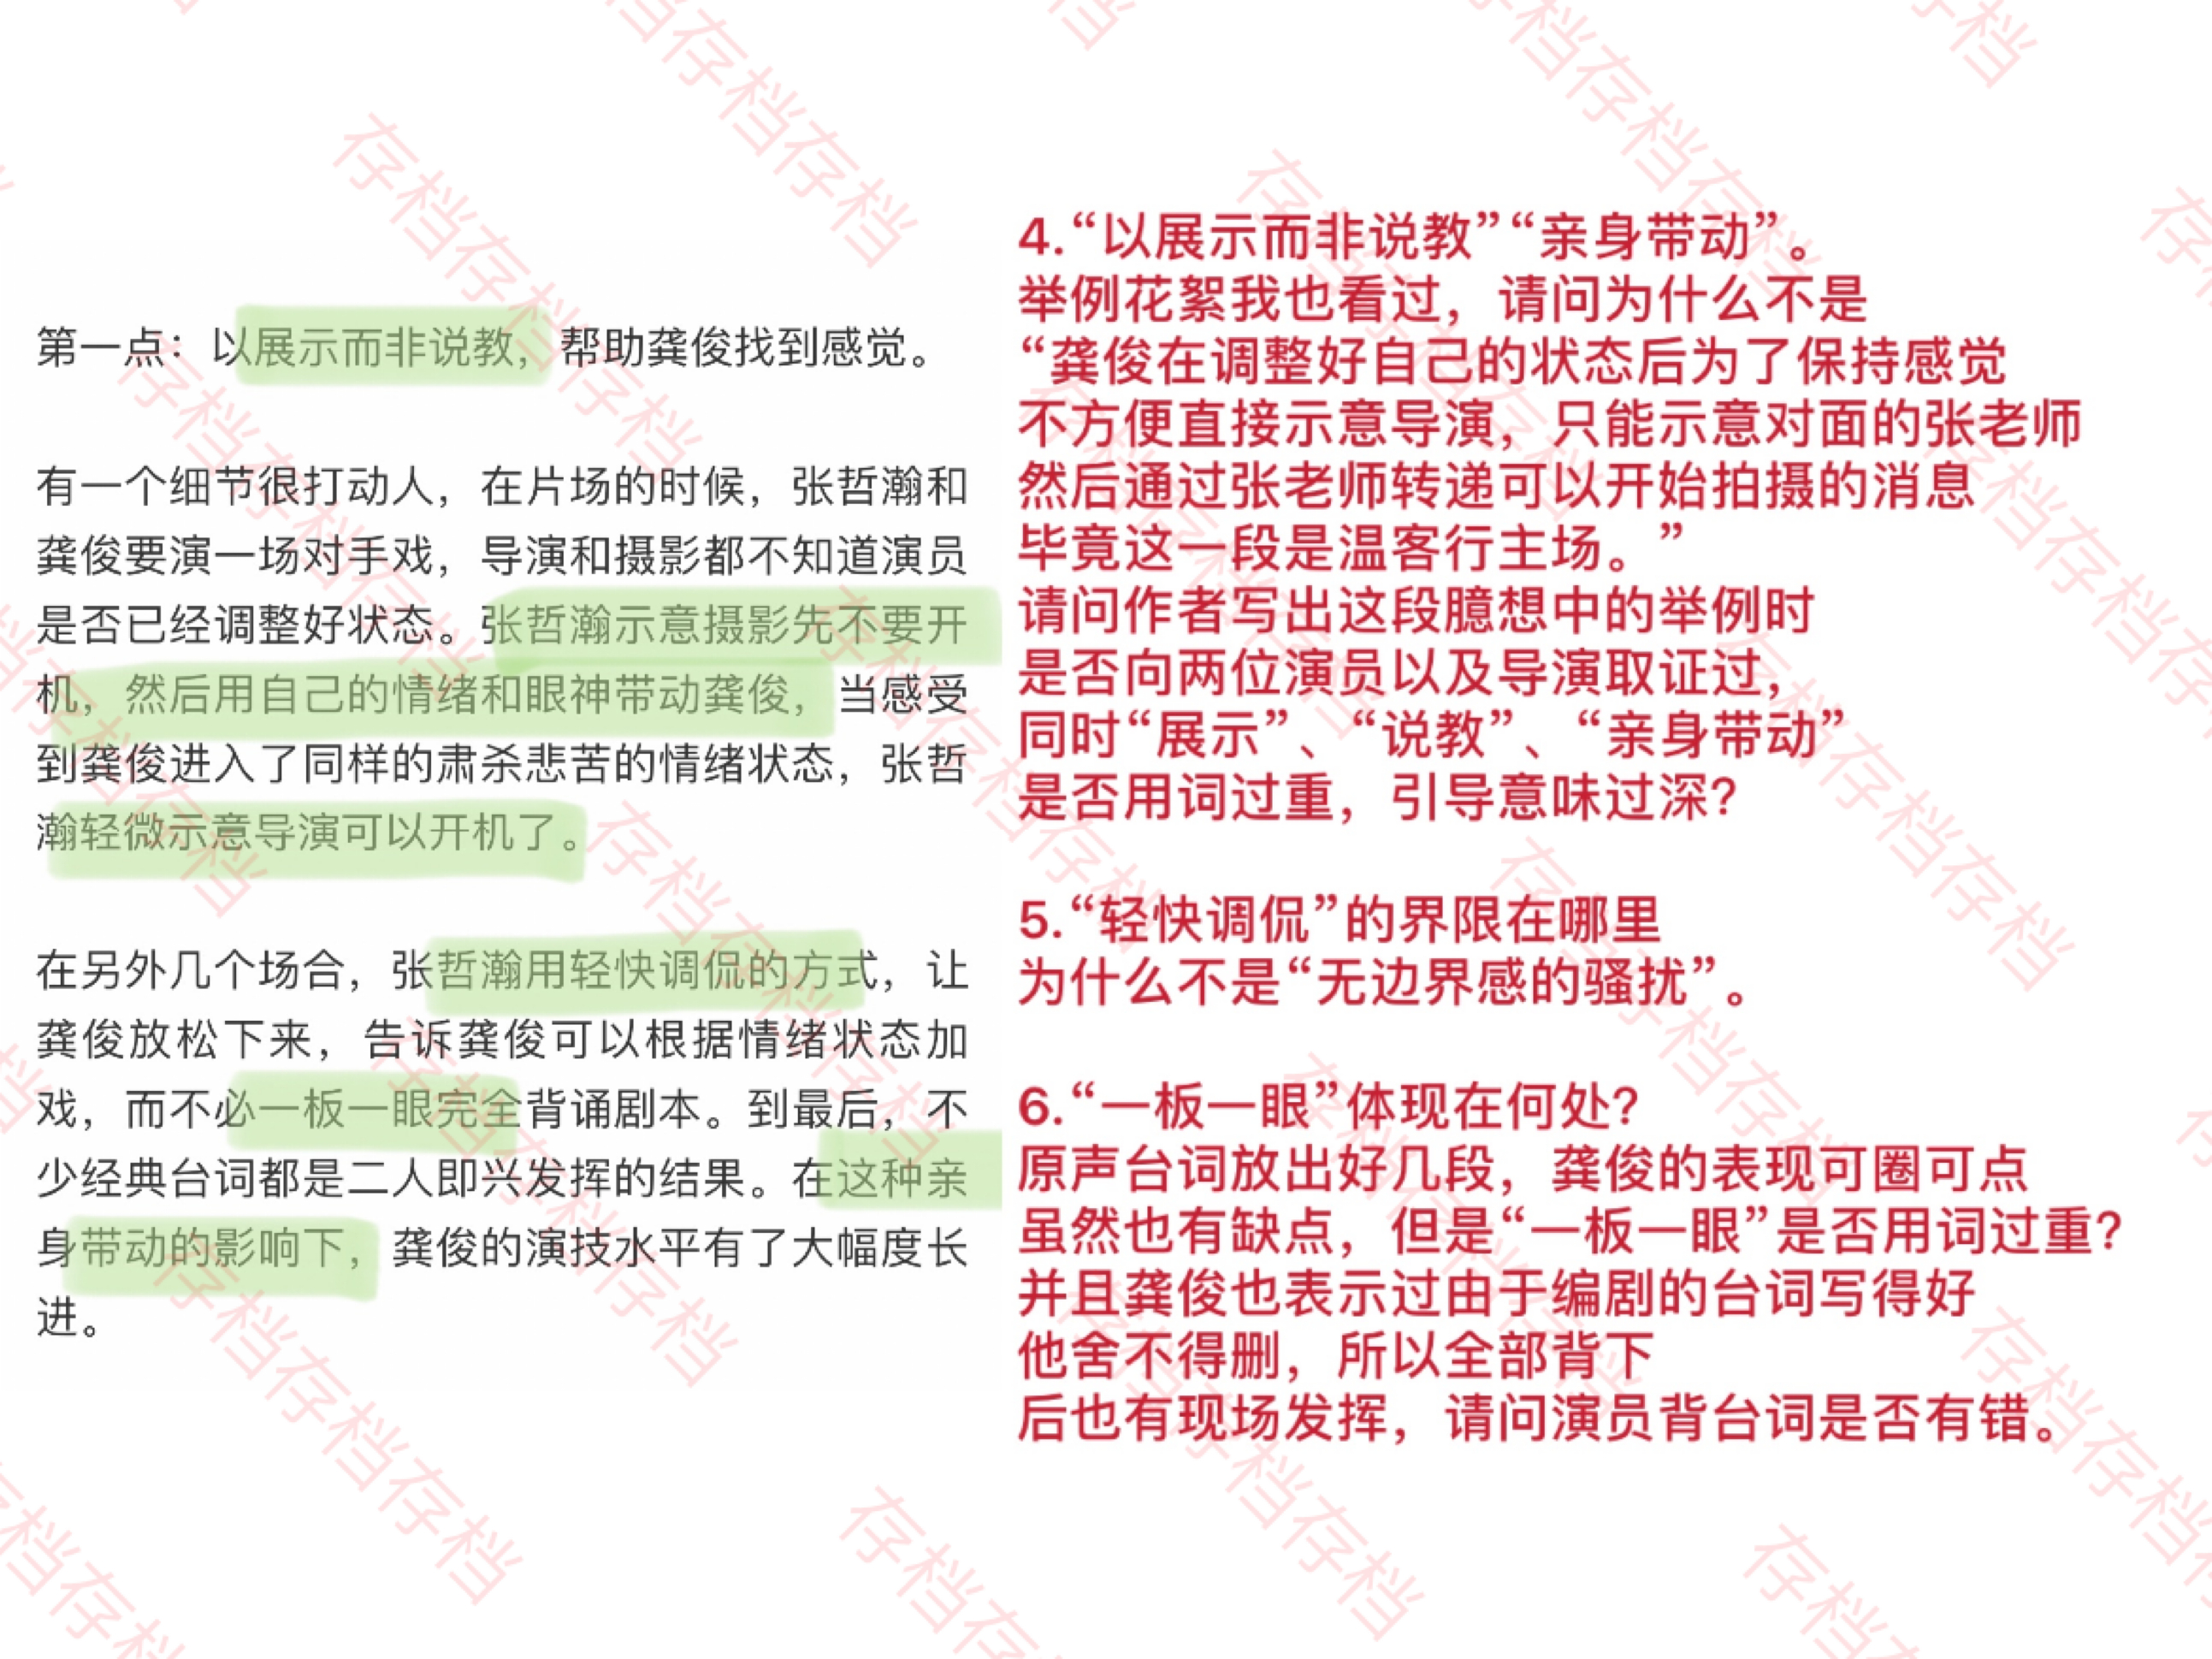 第一点：以展示而非说教，帮助龚俊找到感觉。
有一个细节很打动人，在片场的时候，张哲瀚和
龚俊要演一场对手戏，导演和摄影都不知道演员
是否已经调整好状态。张哲瀚示意摄影先不要开
机，然后用自己的情绪和眼神带动龚俊，当感受
到龚俊进入了同样的肃杀悲苦的情绪状态，张哲
瀚轻微示意导演可以开机了。
在另外几个场合，张哲瀚用轻快调侃的方式，让
龚俊放松下来，告诉龚俊可以根据情绪状态加
戏，而不必一板一眼完全背诵剧本。到最后，不
少经典台词都是二人即兴发挥的结果。在这种亲
身带动的影响下，龚俊的演技水平有了大幅度长
进。
4.“以展示而非说教”“亲身带动”。
举例花絮我也看过，请问为什么不是
“龚俊在调整好自己的状态后为了保持感觉
不方便直接示意导演，只能示意对面的张老师
然后通过张老师转递可以开始拍摄的消息
毕竟这一段是温客行主场。”
请问作者写出这段臆想中的举例时
是否向两位演员以及导演取证过，
同时“展示”、“说教”、“亲身带动”
是否用词过重，引导意味过深？
5.“轻快调侃”的界限在哪里
为什么不是“无边界感的骚扰”。
6.“一板一眼”体现在何处？
原声台词放出好几段，龚俊的表现可圈可点
虽然也有缺点，但是“一板一眼”是否用词过重？
并且龚俊也表示过由于编剧的台词写得好
他舍不得删，所以全部背下
后也有现场发挥，请问演员背台词是否有错。
存档存档存档